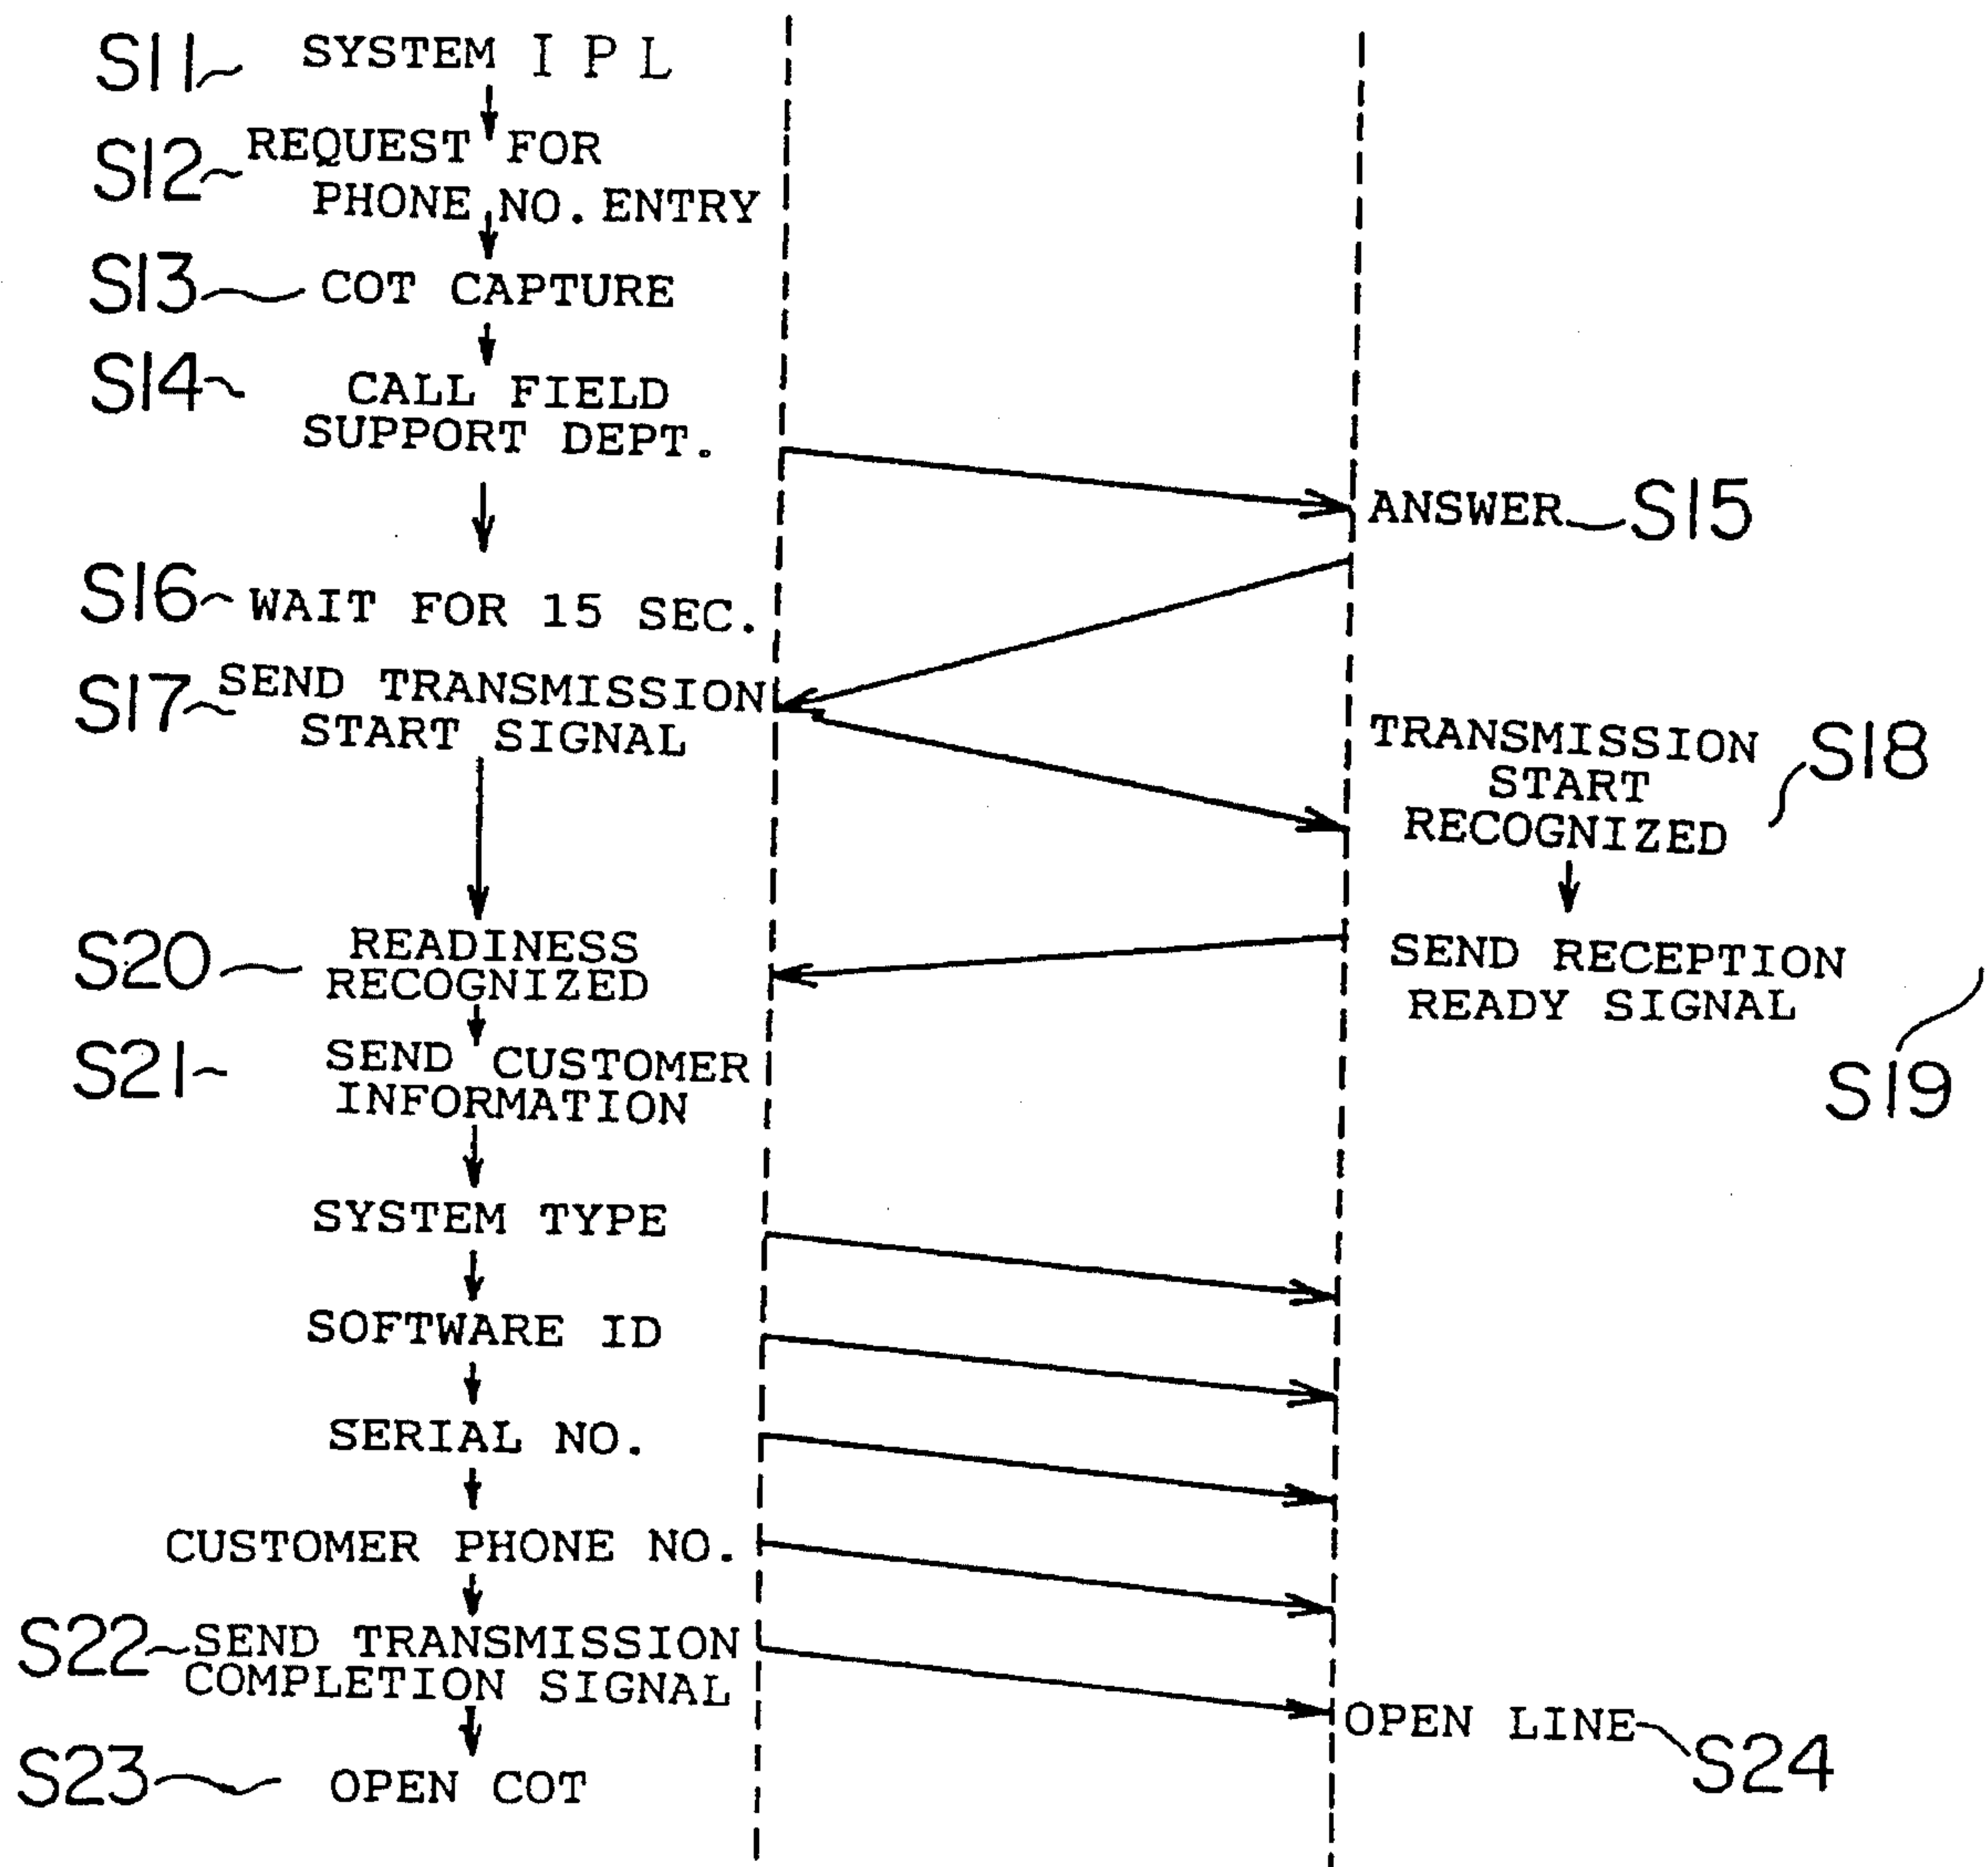 S11 SYSTEM IPL
S12 REQUEST FOR
PHONE NO. ENTRY
S13 COT CAPTURE
S14 CALL FIELD
SUPPORT DEPT.
ANSWER S15
S16 WAIT FOR 15 SEC.
S17 SEND TRANSMISSION
START SIGNAL
TRANSMISSION
START
RECOGNIZED
S18
S20 READINESS
RECOGNIZED
SEND RECEPTION
READY SIGNAL
S19
S21 SEND CUSTOMER
INFORMATION
SYSTEM TYPE
SOFTWARE ID
SERIAL NO.
CUSTOMER PHONE NO.
S22 SEND TRANSMISSION
COMPLETION SIGNAL
OPEN LINE S24
S23 OPEN COT